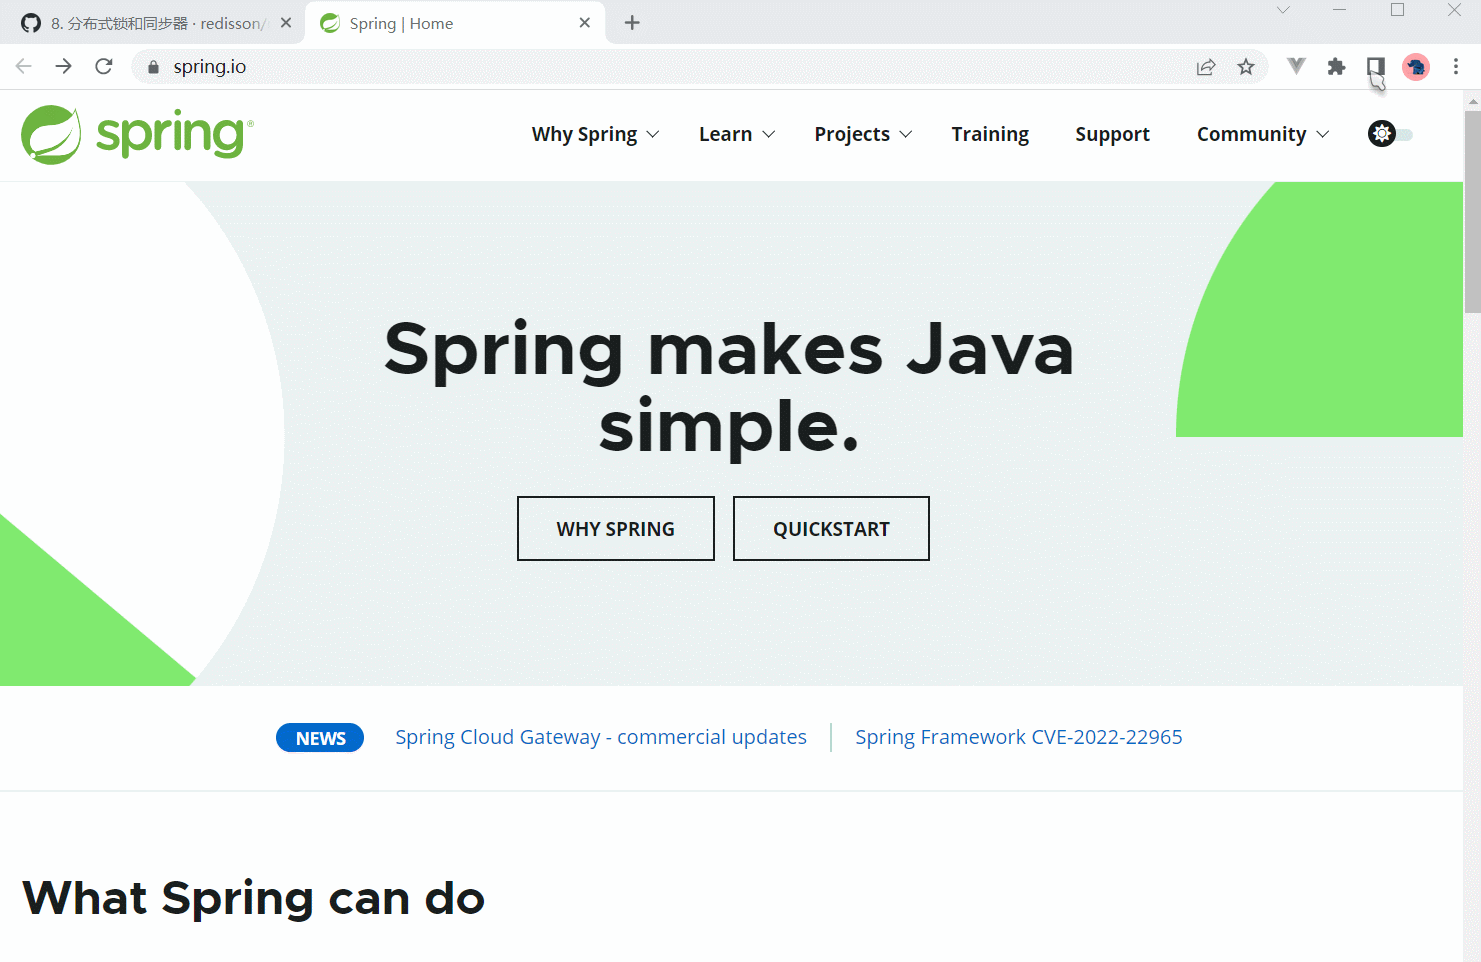 8. 分布式锁和同步器 · redisson/
Spring | Home
spring.io
spring®
Why Spring
Learn
Projects
Training
Support
Community
Spring makes Java
simple.
WHY SPRING
QUICKSTART
NEWS
Spring Cloud Gateway - commercial updates
Spring Framework CVE-2022-22965
What Spring can do